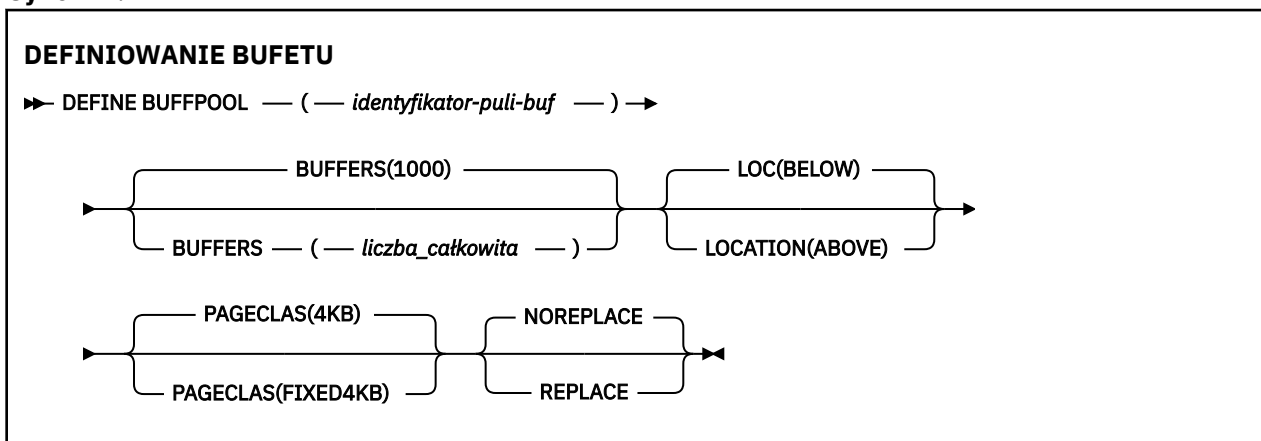 DEFINIOWANIE BUFETU
DEFINE BUFFPOOL ( identyfikator-puli-buf )
BUFFERS(1000) LOC(BELOW)
BUFFERS ( liczba_całkowita ) LOCATION(ABOVE)
PAGECLAS(4KB) NOREPLACE
PAGECLAS(FIXED4KB) REPLACE